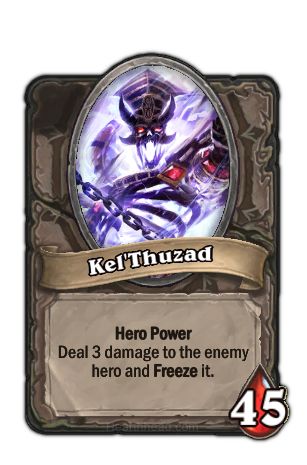 Kel'Thuzad
Hero Power
Deal 3 damage to the enemy
hero and Freeze it.
45